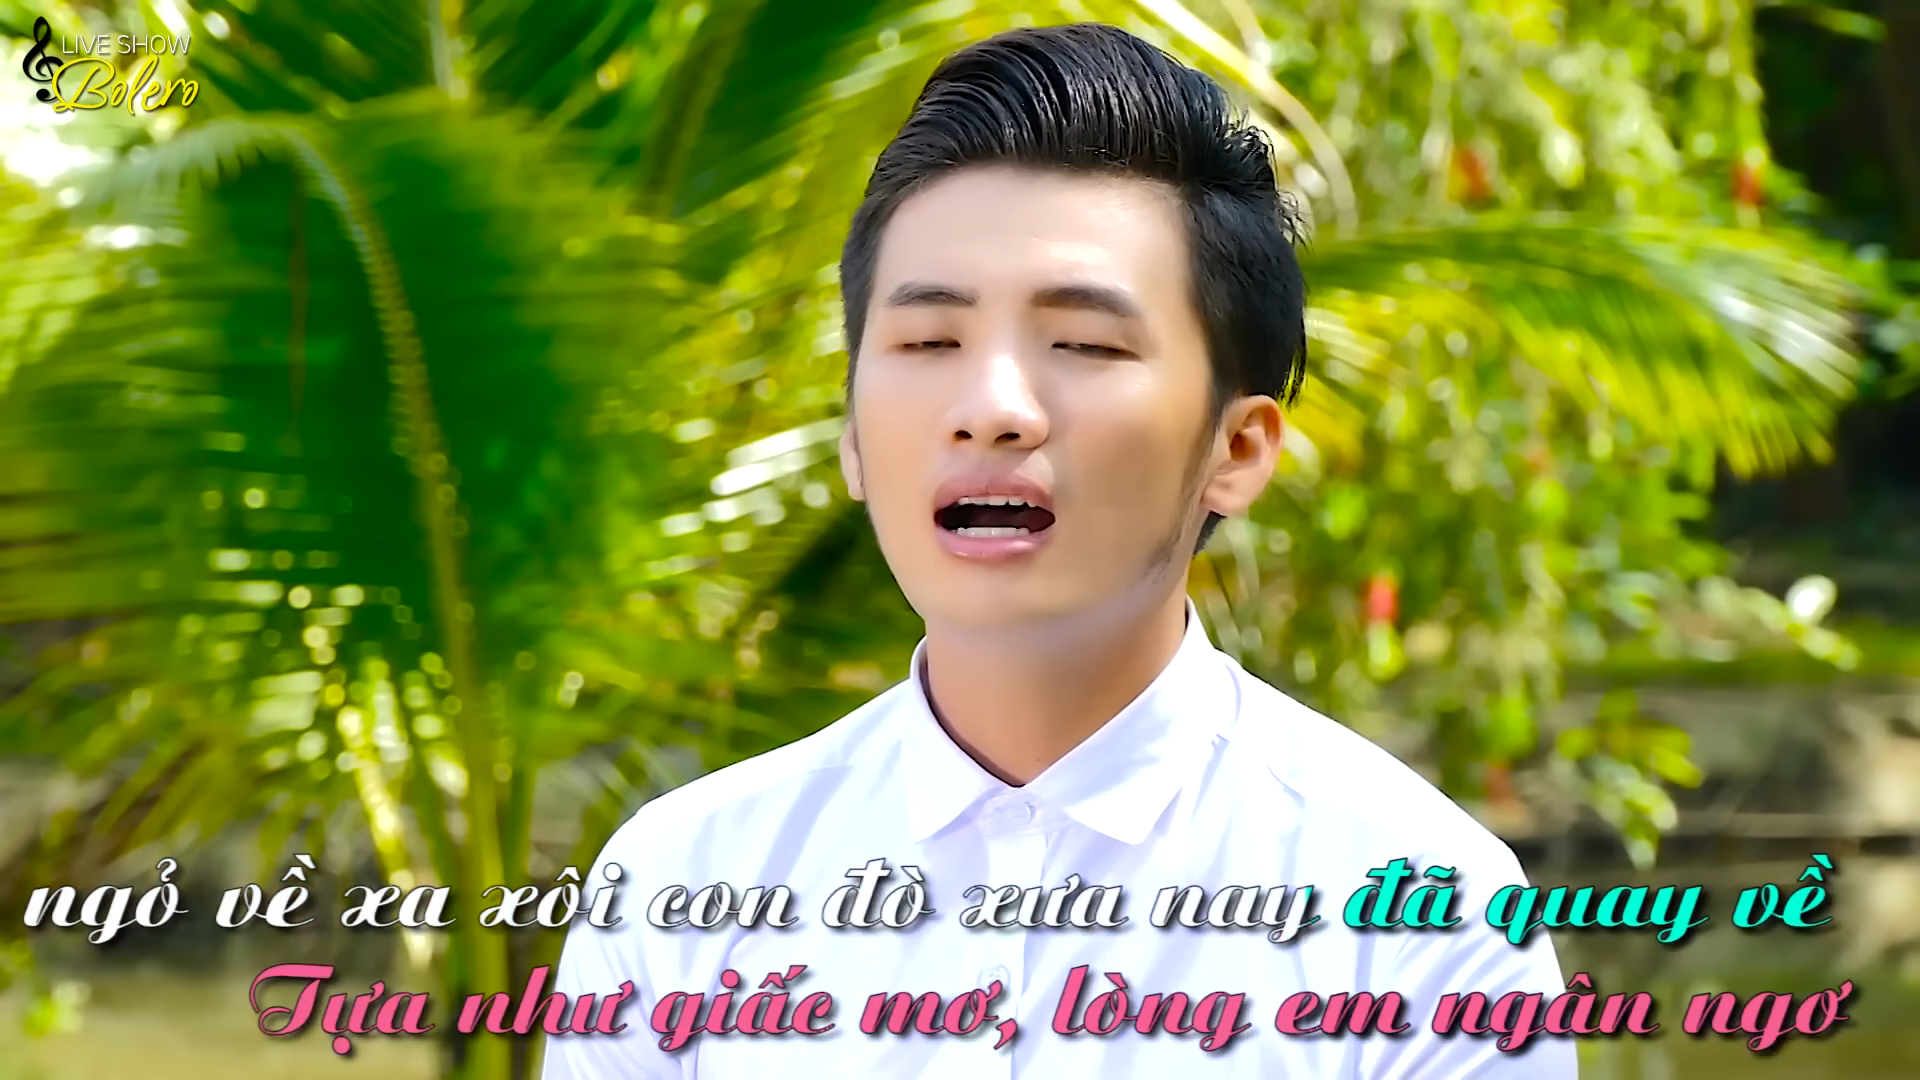 LIVE SHOW
Bolero
ngỏ về xa xôi con đò xưa nay đã quay về
Tựa như giấc mơ, lòng em ngân ngơ